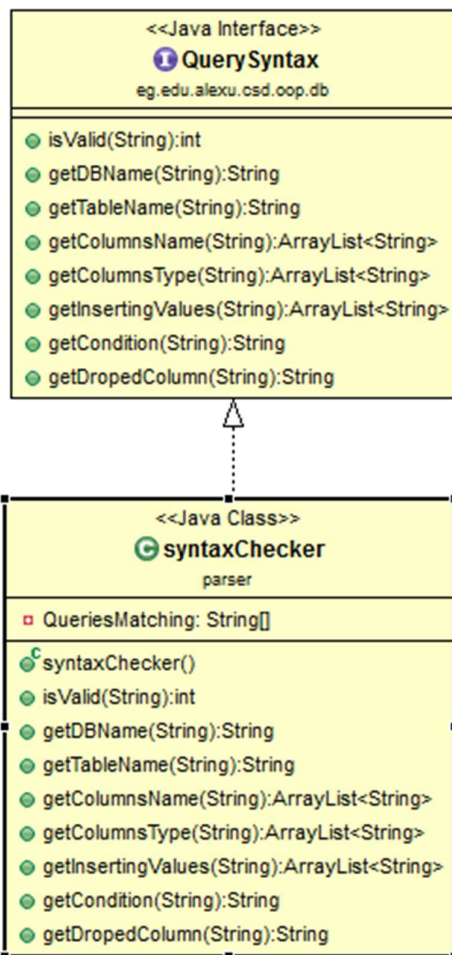 <<Java Interface>>
I QuerySyntax
eg.edu.alexu.csd.oop.db
isValid(String):int
getDBName(String):String
getTableName(String):String
getColumnsName(String):ArrayList<String>
getColumnsType(String):ArrayList<String>
getInsertingValues(String):ArrayList<String>
getCondition(String):String
getDropedColumn(String):String
<<Java Class>>
C syntaxChecker
parser
QueriesMatching: String[]
C syntaxChecker()
isValid(String):int
getDBName(String):String
getTableName(String):String
getColumnsName(String):ArrayList<String>
getColumnsType(String):ArrayList<String>
getInsertingValues(String):ArrayList<String>
getCondition(String):String
getDropedColumn(String):String